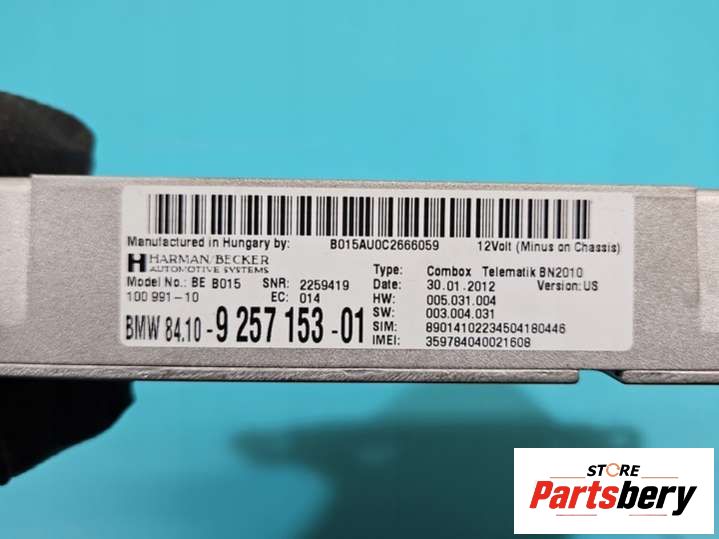 B015AU0C2666059
Manufactured in Hungary by: 12Volt (Minus on Chassis)
HARMAN/BECKER
AUTOMOTIVE SYSTEMS
Type: Combox Telematik BN2010
Model No.: BE B015 SNR: 2259419 Date: 30.01.2012 Version: US
100 991-10 EC: 014 HW: 005.031.004
SW: 003.004.031
BMW 84.10-9 257 153-01
SIM: 89014102234504180446
IMEI: 359784040021608
STORE
Partsbery